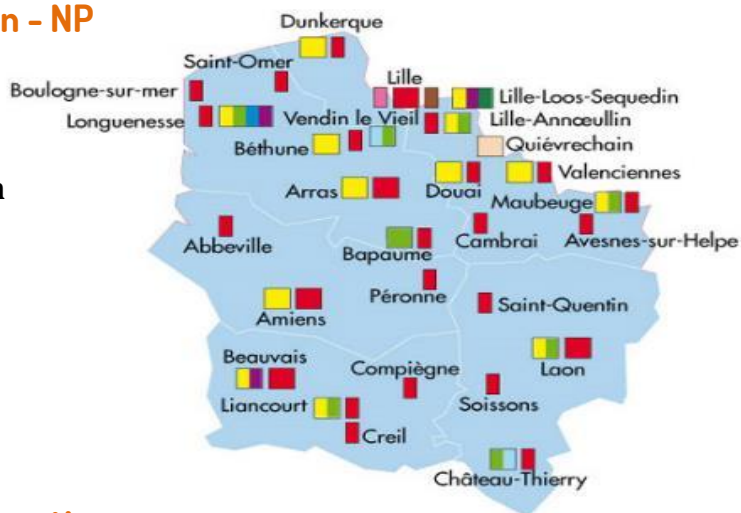 n - NP
Dunkerque
Saint-Omer
Lille
Boulogne-sur-mer
Lille-Loos-Sequedin
Longuenesse
Vendin le Vieil
Lille-Annœullin
Béthune
Quiévrechain
n
Arras
Douai
Valenciennes
Maubeuge
Abbeville
Bapaume
Cambrai
Avesnes-sur-Helpe
Péronne
Saint-Quentin
Amiens
Beauvais
Compiègne
Laon
Liancourt
Soissons
Creil
Château-Thierry